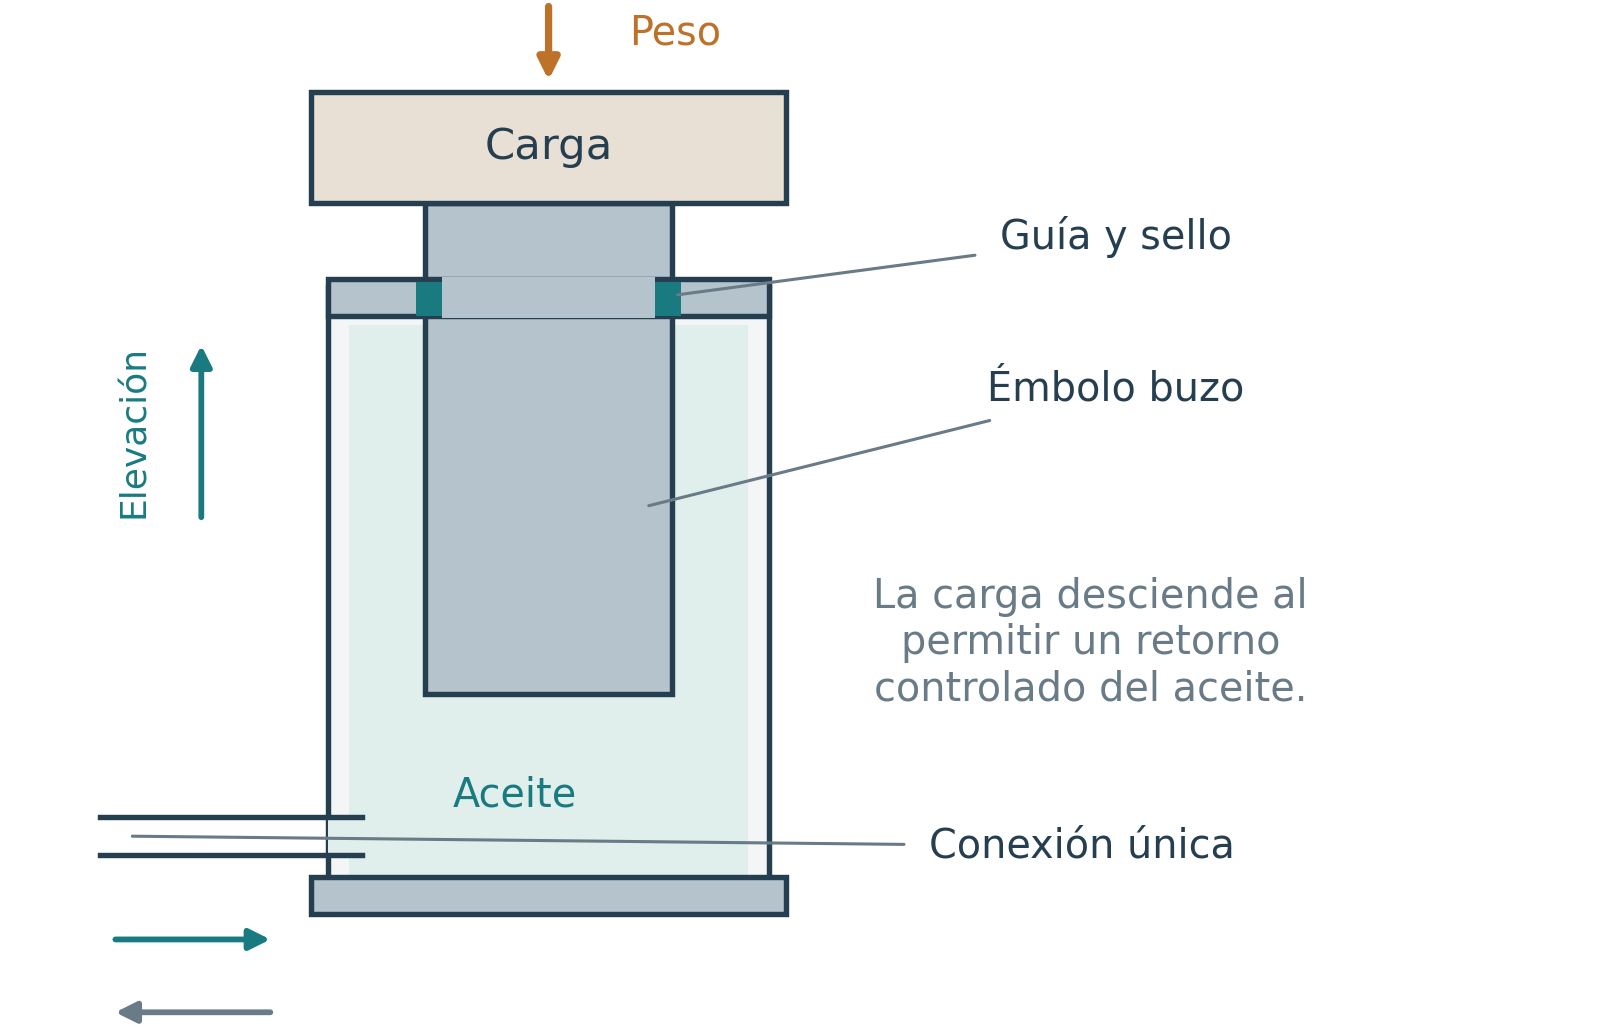 Peso
Carga
Guía y sello
Émbolo buzo
Elevación
La carga desciende al
permitir un retorno
controlado del aceite.
Aceite
Conexión única